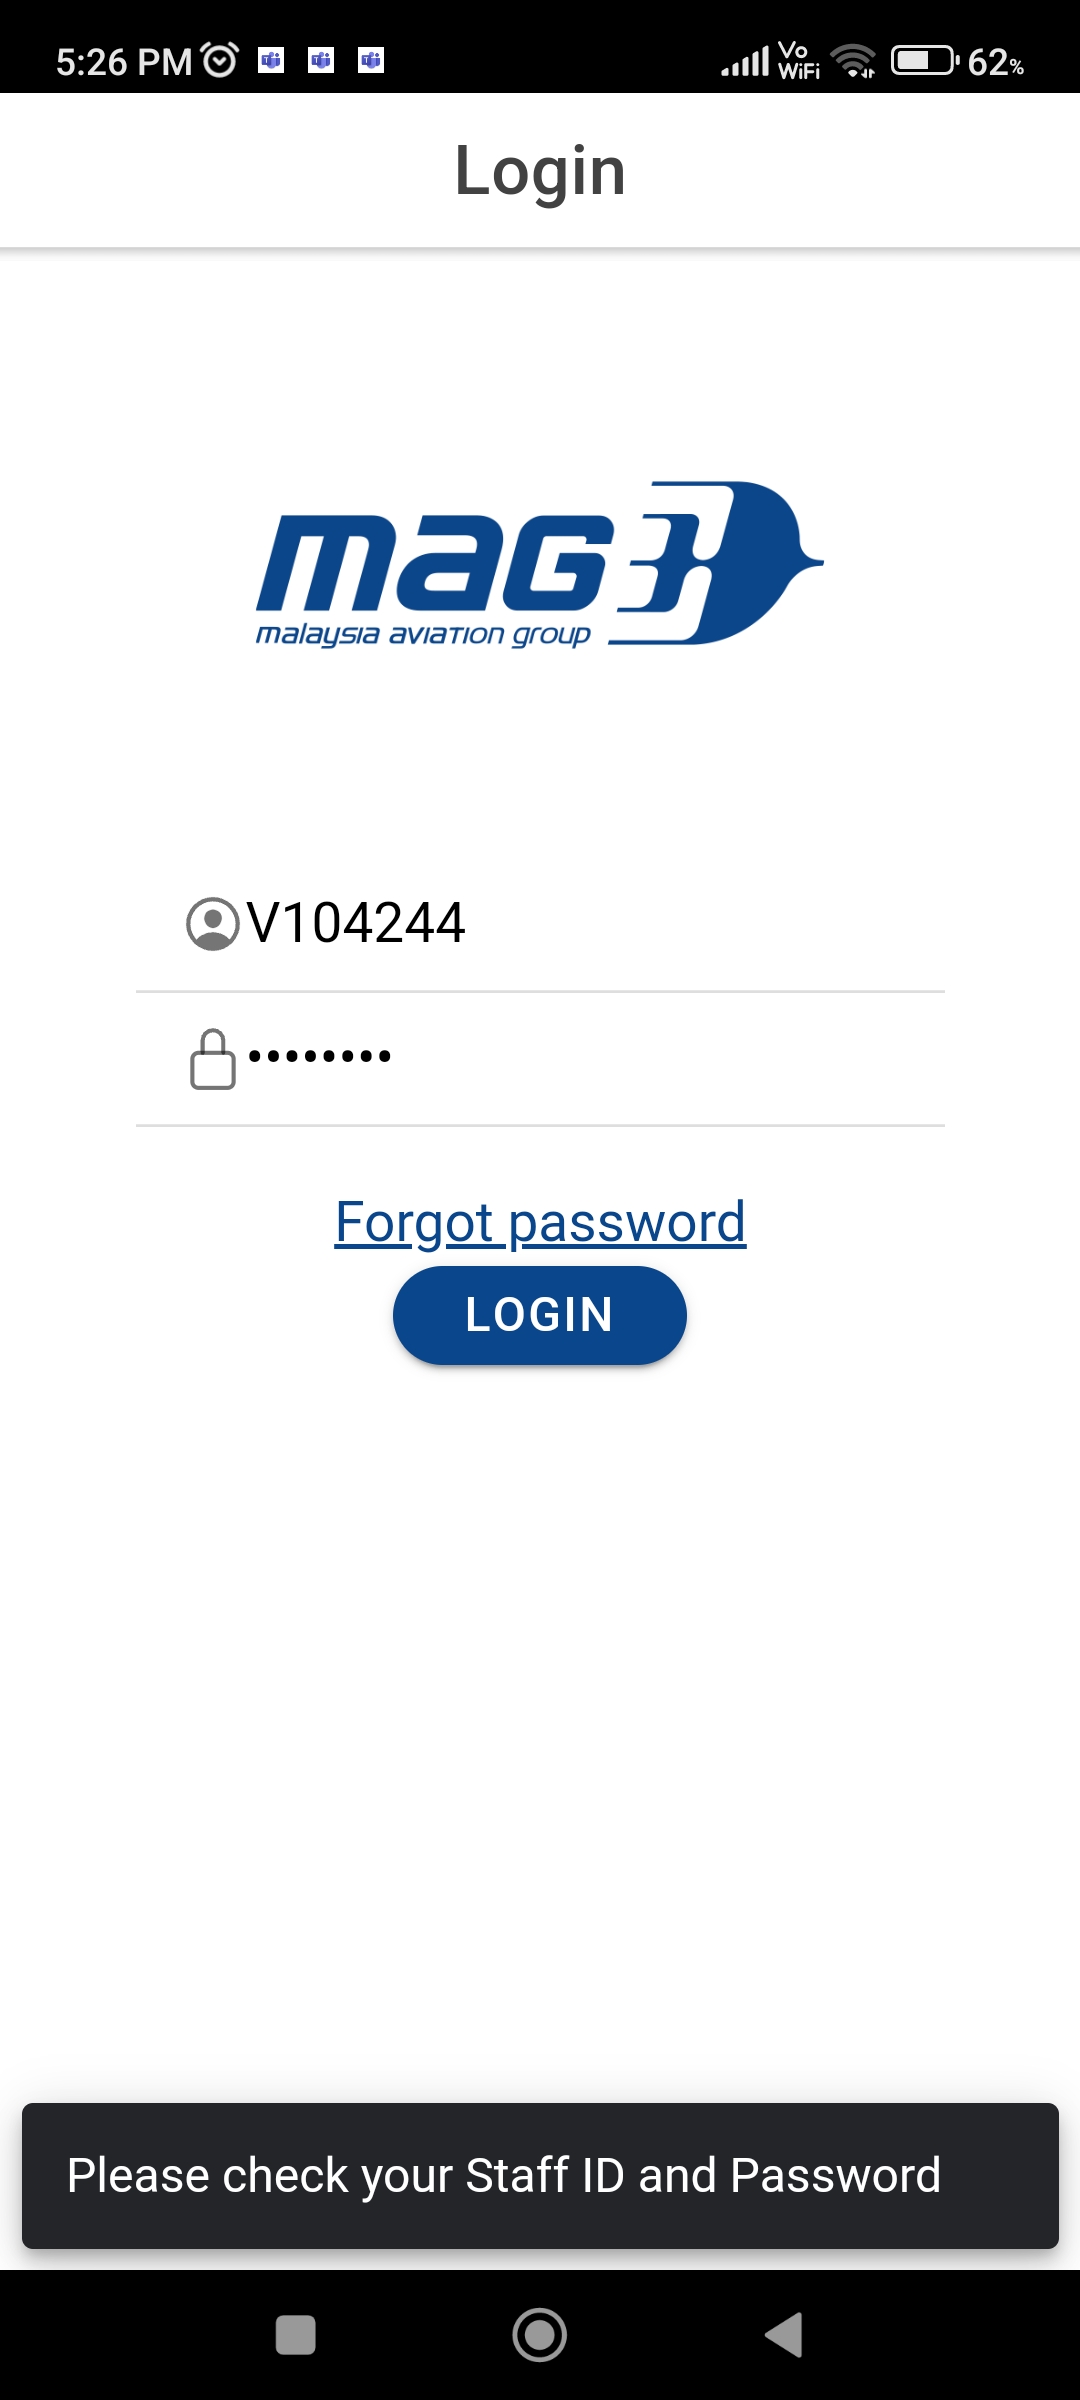 5:26 PM
Vo
WiFi
62%
Login
mag
malaysia aviation group
V104244
••••••••
Forgot password
LOGIN
Please check your Staff ID and Password